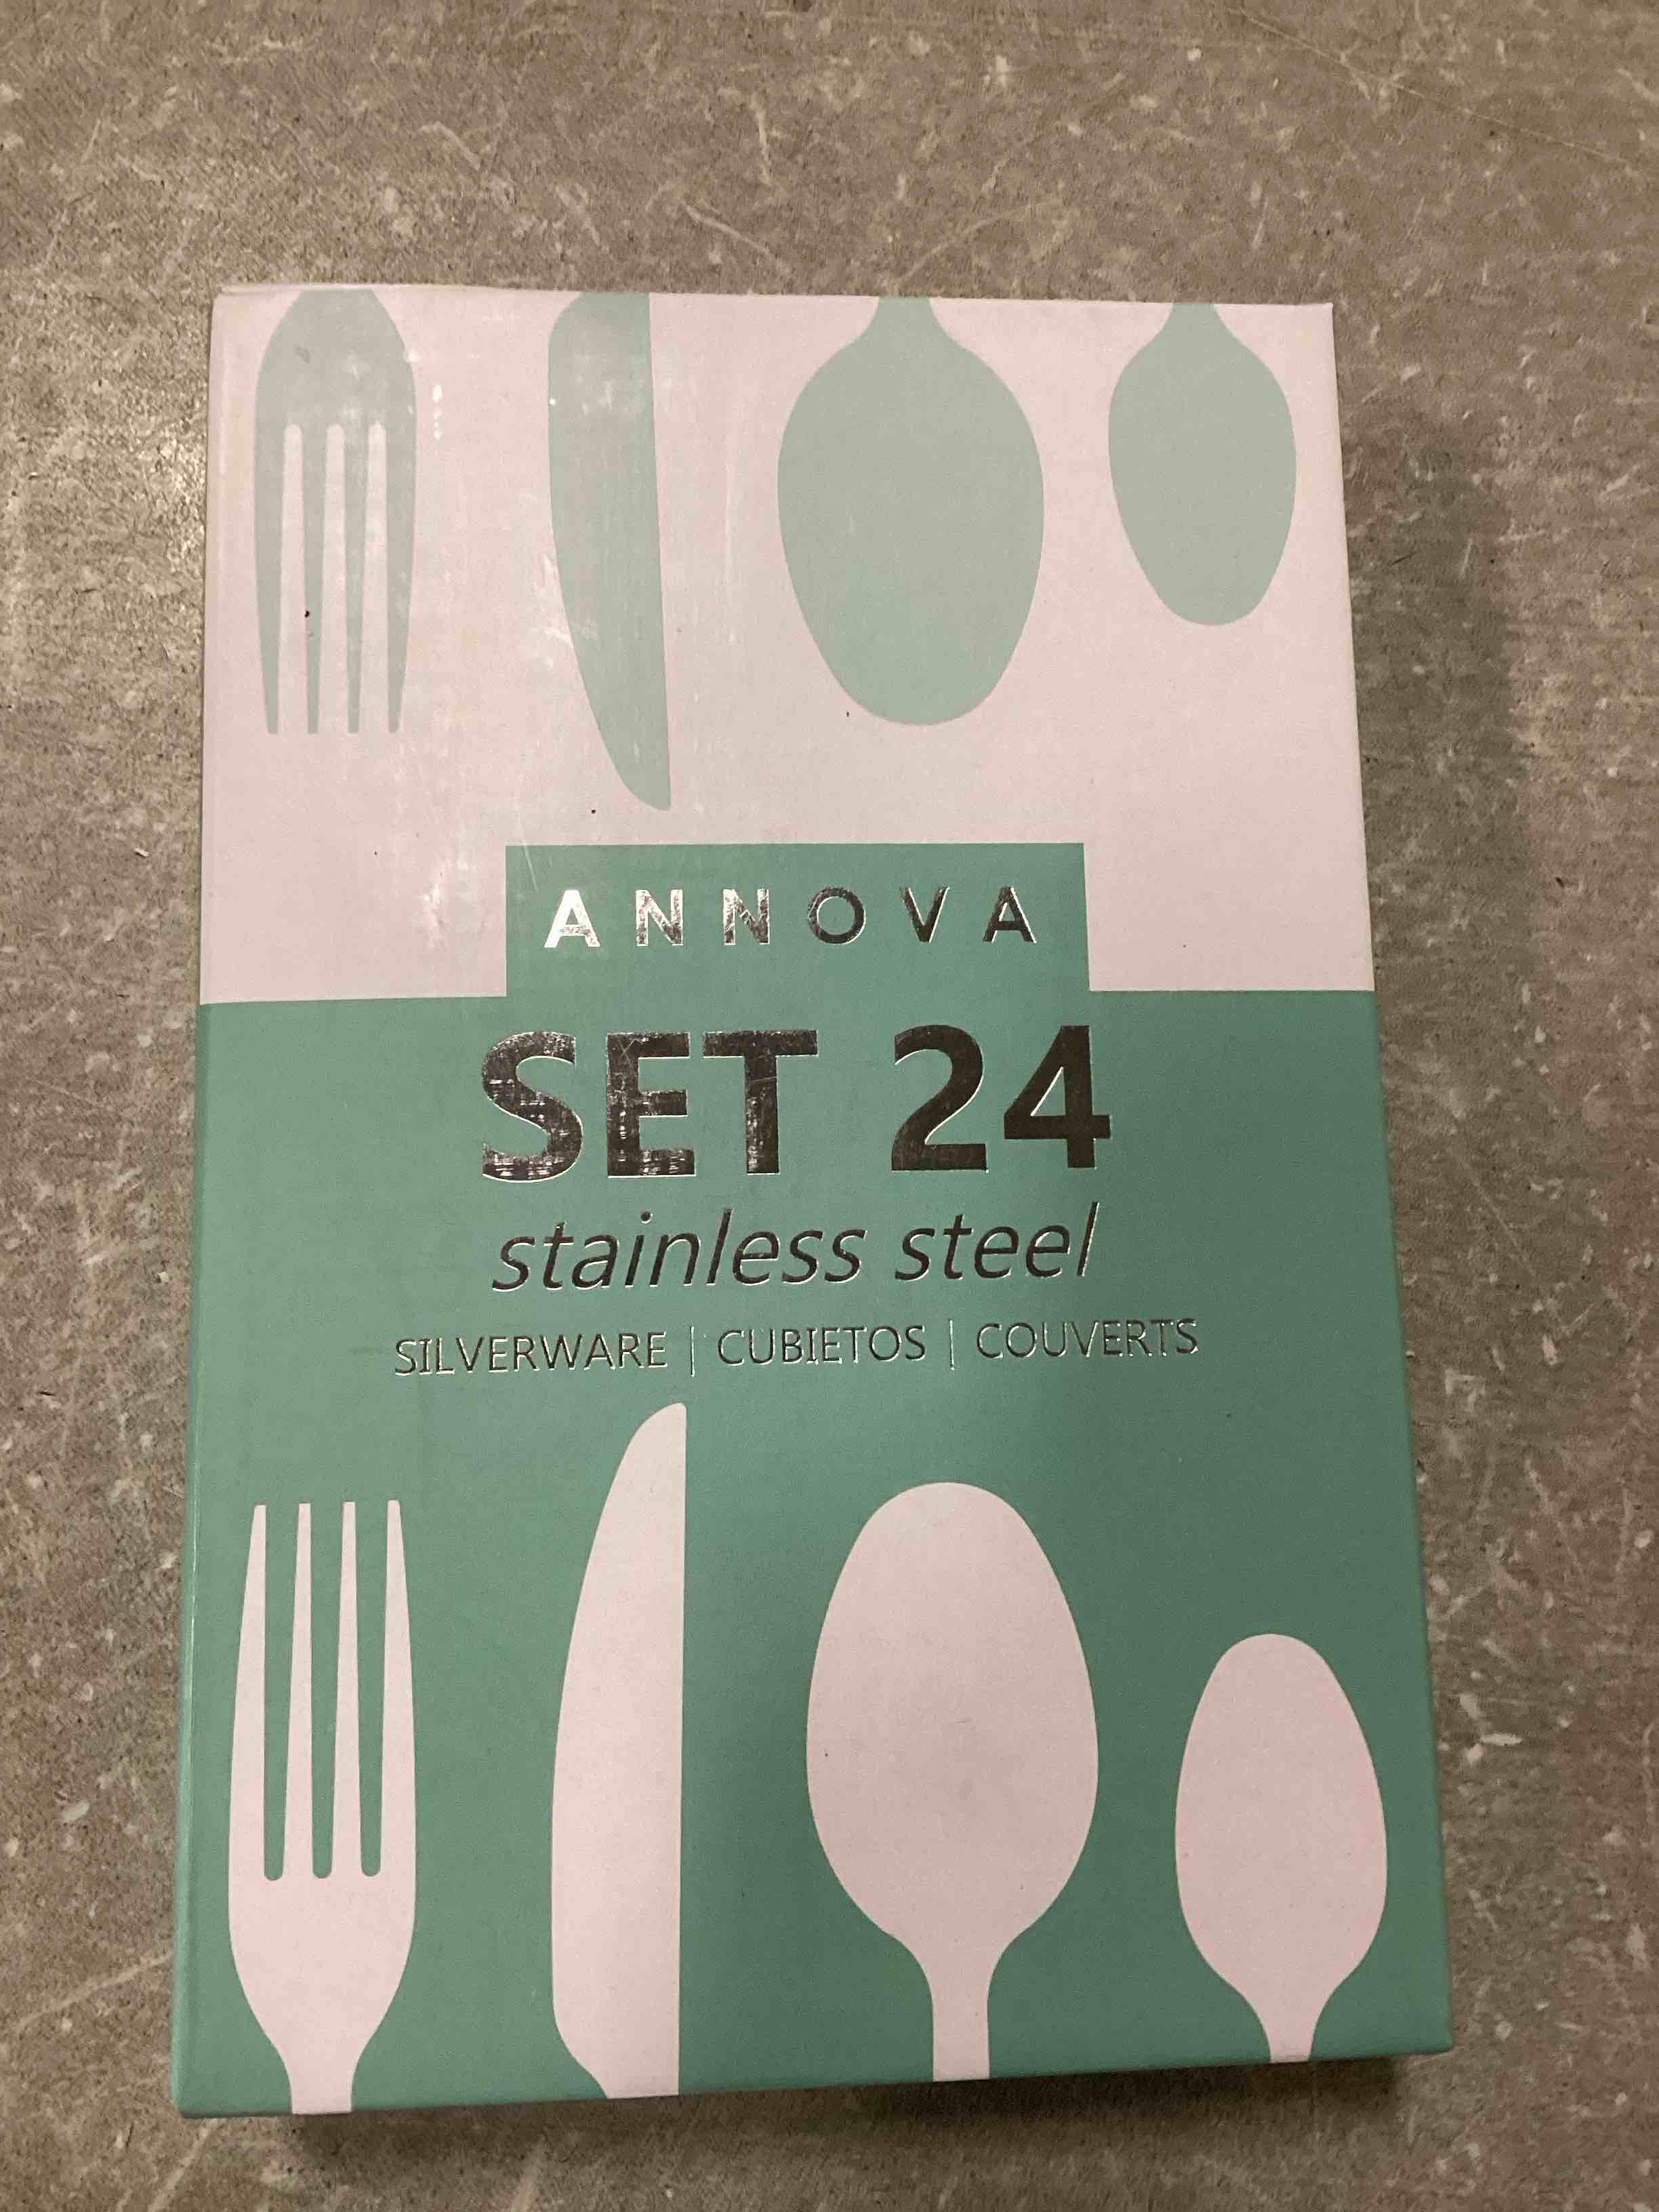 ANNOVA
SET 24
stainless steel
SILVERWARE | CUBIETOS | COUVERTS